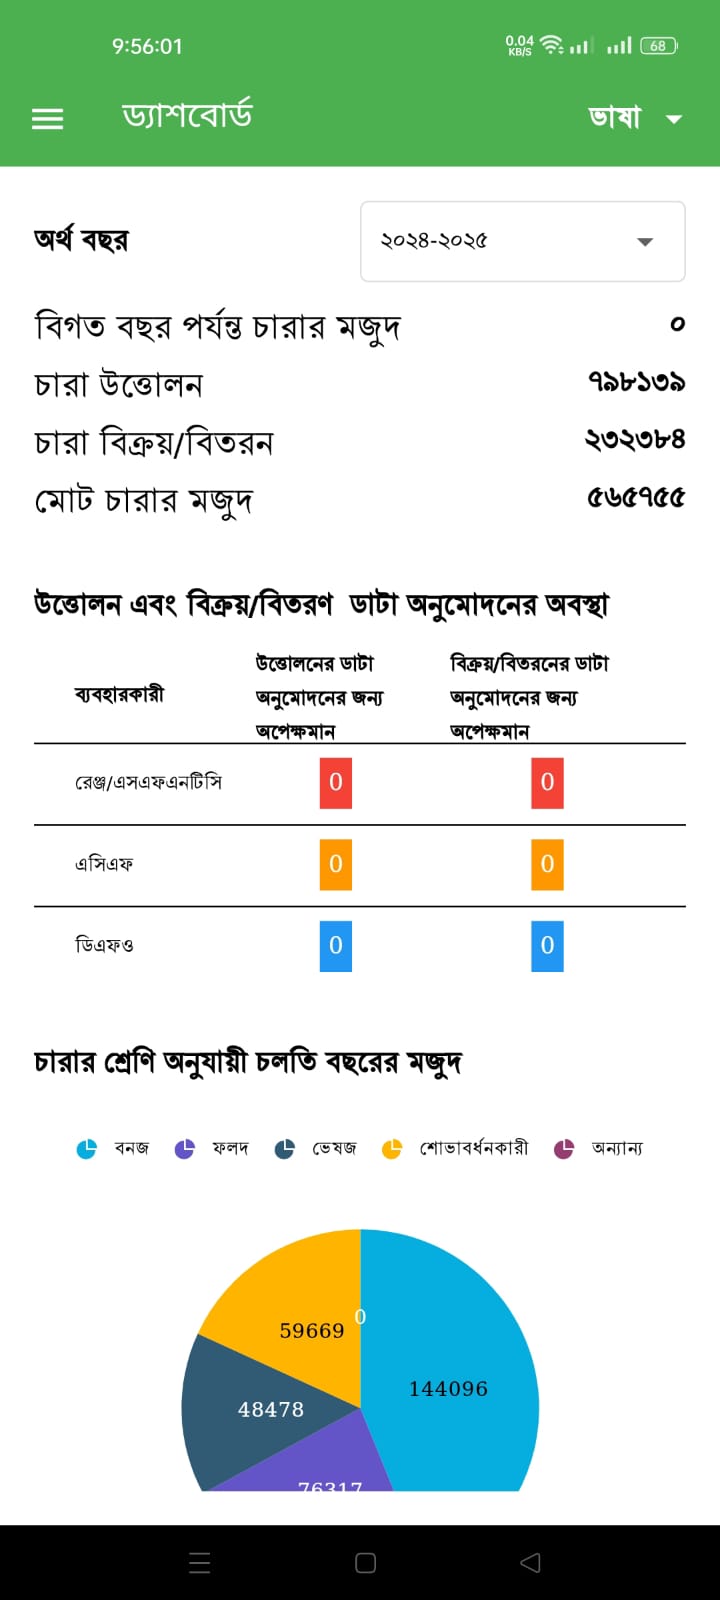 9:56:01
0.04
KB/S
68
ড্যাশবোর্ড
ভাষা
অর্থ বছর
২০২৪-২০২৫
বিগত বছর পর্যন্ত চারার মজুদ ০
চারা উত্তোলন ৭৯৮১৩৯
চারা বিক্রয়/বিতরন ২৩২৩৮৪
মোট চারার মজুদ ৫৬৫৭৫৫
উত্তোলন এবং বিক্রয়/বিতরণ ডাটা অনুমোদনের অবস্থা
ব্যবহারকারী
উত্তোলনের ডাটা
অনুমোদনের জন্য
অপেক্ষমান
বিক্রয়/বিতরনের ডাটা
অনুমোদনের জন্য
অপেক্ষমান
রেঞ্জ/এসএফএনটিসি 0 0
এসিএফ 0 0
ডিএফও 0 0
চারার শ্রেণি অনুযায়ী চলতি বছরের মজুদ
বনজ ফলদ ভেষজ শোভাবর্ধনকারী অন্যান্য
0
59669
144096
48478
76317